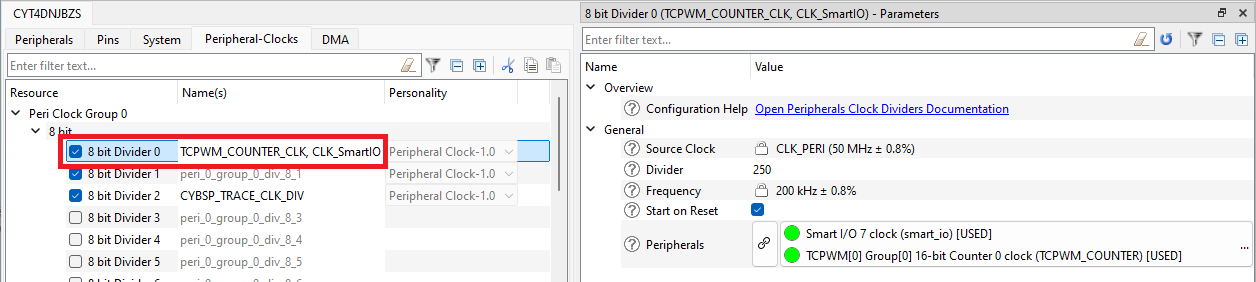 CYT4DNJBZS
Peripherals Pins System Peripheral-Clocks DMA
Enter filter text...
Resource Name(s) Personality
Peri Clock Group 0
8 bit
8 bit Divider 0 TCPWM_COUNTER_CLK, CLK_SmartIO Peripheral Clock-1.0
8 bit Divider 1 peri_0_group_0_div_8_1 Peripheral Clock-1.0
8 bit Divider 2 CYBSP_TRACE_CLK_DIV Peripheral Clock-1.0
8 bit Divider 3 peri_0_group_0_div_8_3
8 bit Divider 4 peri_0_group_0_div_8_4
8 bit Divider 5 peri_0_group_0_div_8_5
8 bit Divider 0 (TCPWM_COUNTER_CLK, CLK_SmartIO) - Parameters
Enter filter text...
Name Value
Overview
Configuration Help Open Peripherals Clock Dividers Documentation
General
Source Clock CLK_PERI (50 MHz ± 0.8%)
Divider 250
Frequency 200 kHz ± 0.8%
Start on Reset
Peripherals
Smart I/O 7 clock (smart_io) [USED]
TCPWM[0] Group[0] 16-bit Counter 0 clock (TCPWM_COUNTER) [USED]
...